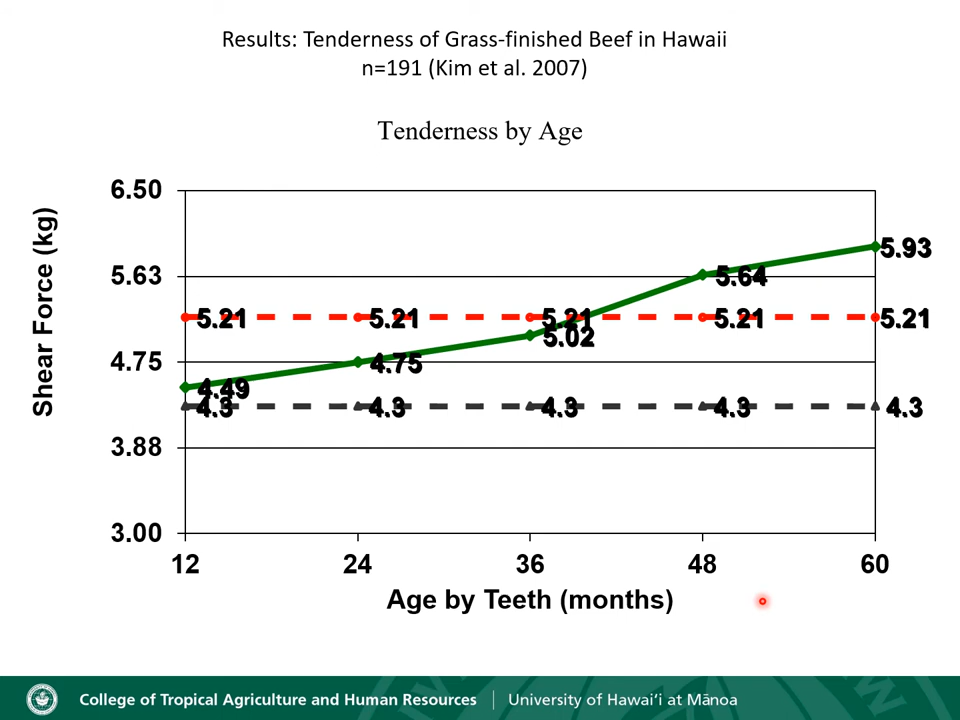 Results: Tenderness of Grass-finished Beef in Hawaii
n=191 (Kim et al. 2007)
Tenderness by Age
Shear Force (kg)
6.50
5.63
4.75
3.88
3.00
5.93
5.64
5.21 5.21 5.21 5.21 5.21
5.02
4.75
4.49
4.3 4.3 4.3 4.3 4.3
12 24 36 48 60
Age by Teeth (months)
College of Tropical Agriculture and Human Resources | University of Hawaiʻi at Mānoa